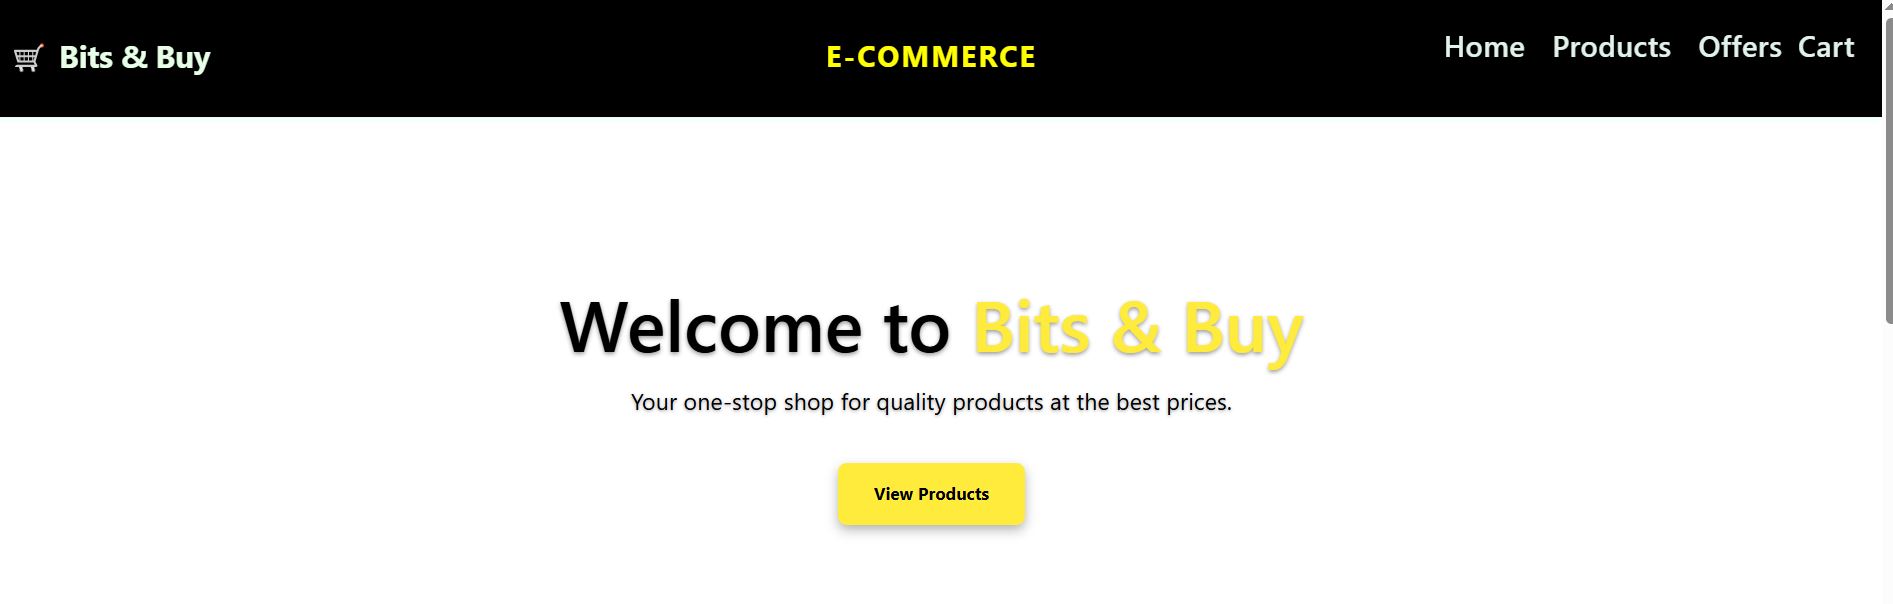 Bits & Buy
E-COMMERCE
Home Products Offers Cart
Welcome to Bits & Buy
Your one-stop shop for quality products at the best prices.
View Products